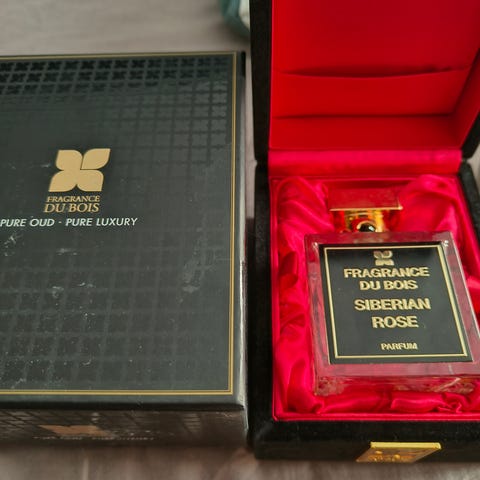 FRAGRANCE
DU BOIS
PURE OUD · PURE LUXURY
FRAGRANCE
DU BOIS
SIBERIAN
ROSE
PARFUM